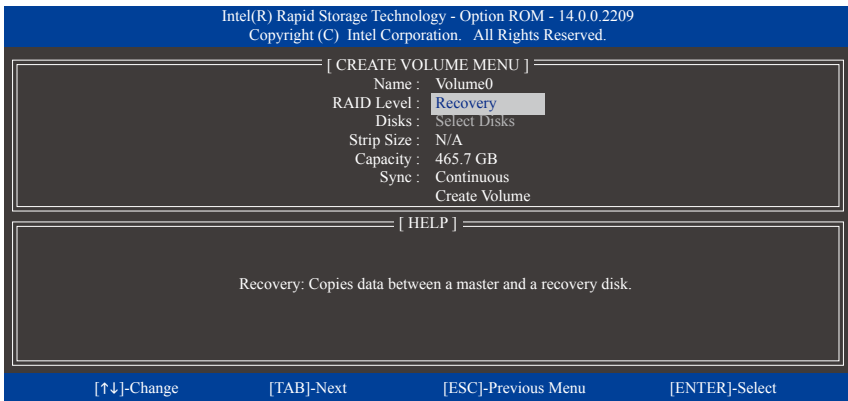 Intel(R) Rapid Storage Technology - Option ROM - 14.0.0.2209
Copyright (C) Intel Corporation. All Rights Reserved.
[ CREATE VOLUME MENU ]
Name : Volume0
RAID Level : Recovery
Disks : Select Disks
Strip Size : N/A
Capacity : 465.7 GB
Sync : Continuous
Create Volume
[ HELP ]
Recovery: Copies data between a master and a recovery disk.
[↑↓]-Change [TAB]-Next [ESC]-Previous Menu [ENTER]-Select